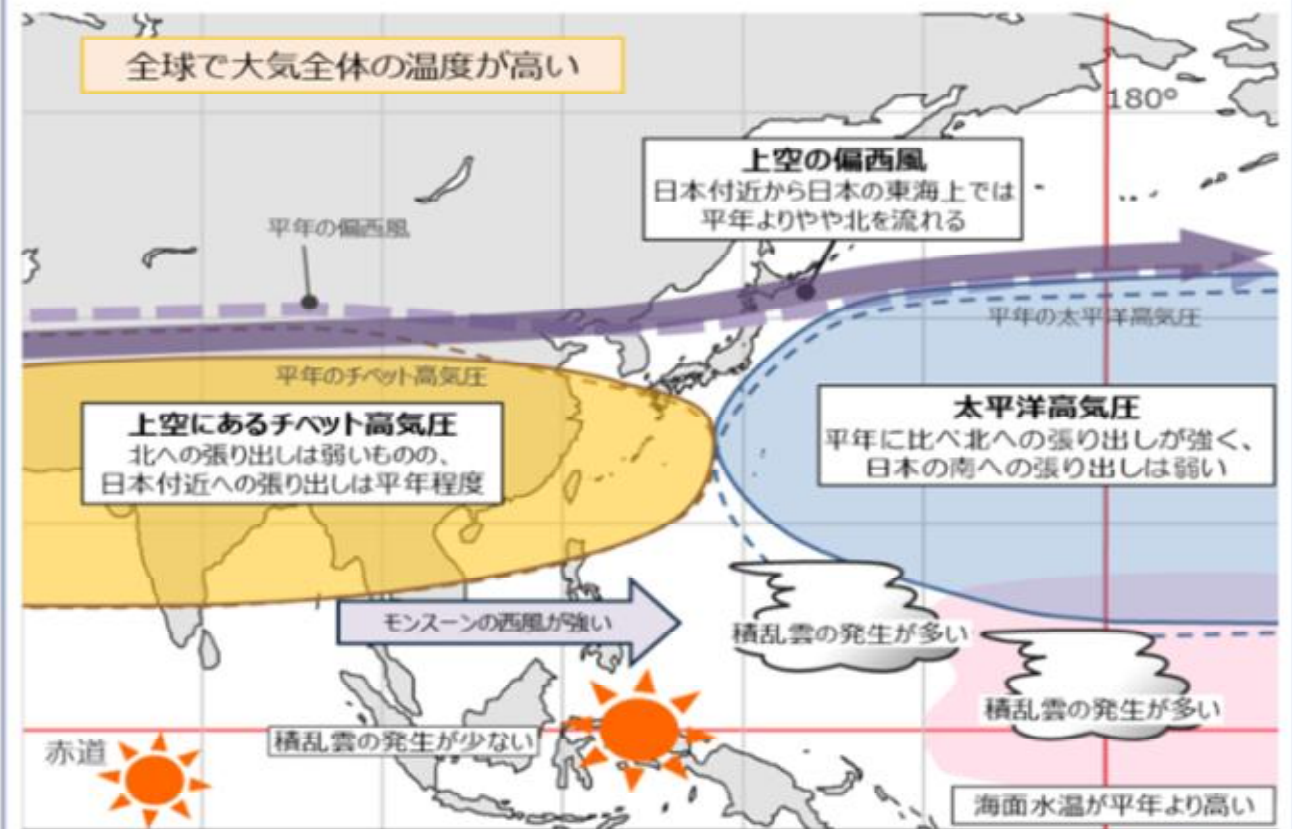 全球で大気全体の温度が高い
180°
上空の偏西風
日本付近から日本の東海上では
平年よりやや北を流れる
平年の偏西風
平年の太平洋高気圧
平年のチベット高気圧
上空にあるチベット高気圧
北への張り出しは弱いものの、
日本付近への張り出しは平年程度
太平洋高気圧
平年に比べ北への張り出しが強く、
日本の南への張り出しは弱い
モンスーンの西風が強い
積乱雲の発生が多い
積乱雲の発生が多い
積乱雲の発生が少ない
赤道
海面水温が平年より高い